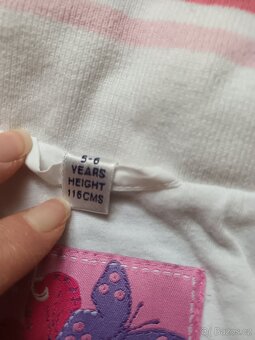 5-6
YEARS
HEIGHT
116CMS
Bazos.cz